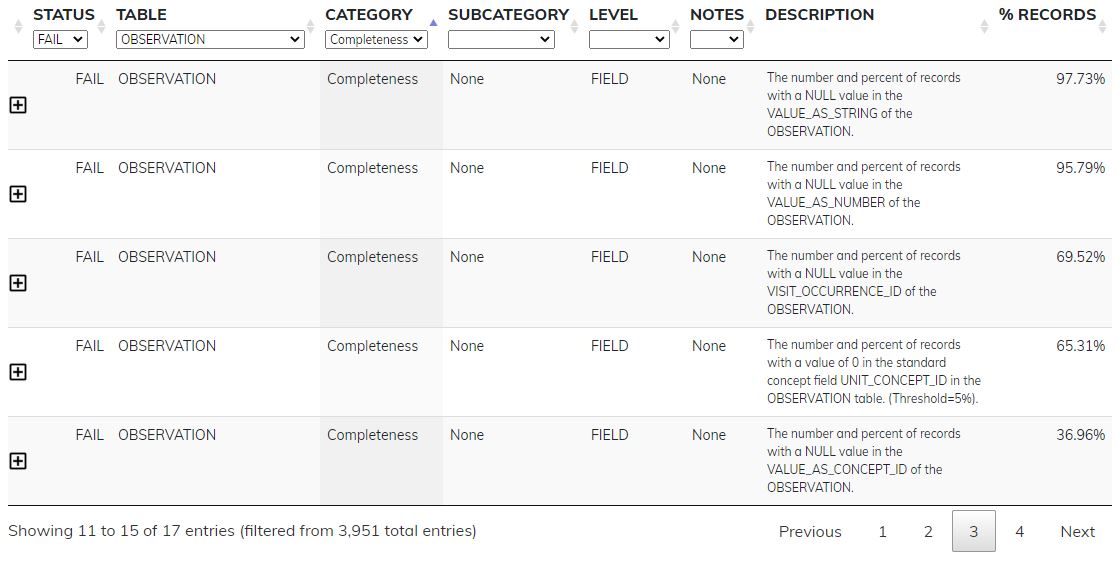 STATUS TABLE CATEGORY SUBCATEGORY LEVEL NOTES DESCRIPTION % RECORDS
FAIL OBSERVATION Completeness
FAIL OBSERVATION Completeness None FIELD None The number and percent of records 97.73%
with a NULL value in the
VALUE_AS_STRING of the
OBSERVATION.
FAIL OBSERVATION Completeness None FIELD None The number and percent of records 95.79%
with a NULL value in the
VALUE_AS_NUMBER of the
OBSERVATION.
FAIL OBSERVATION Completeness None FIELD None The number and percent of records 69.52%
with a NULL value in the
VISIT_OCCURRENCE_ID of the
OBSERVATION.
FAIL OBSERVATION Completeness None FIELD None The number and percent of records 65.31%
with a value of 0 in the standard
concept field UNIT_CONCEPT_ID in the
OBSERVATION table. (Threshold=5%).
FAIL OBSERVATION Completeness None FIELD None The number and percent of records 36.96%
with a NULL value in the
VALUE_AS_CONCEPT_ID of the
OBSERVATION.
Showing 11 to 15 of 17 entries (filtered from 3,951 total entries) Previous 1 2 3 4 Next